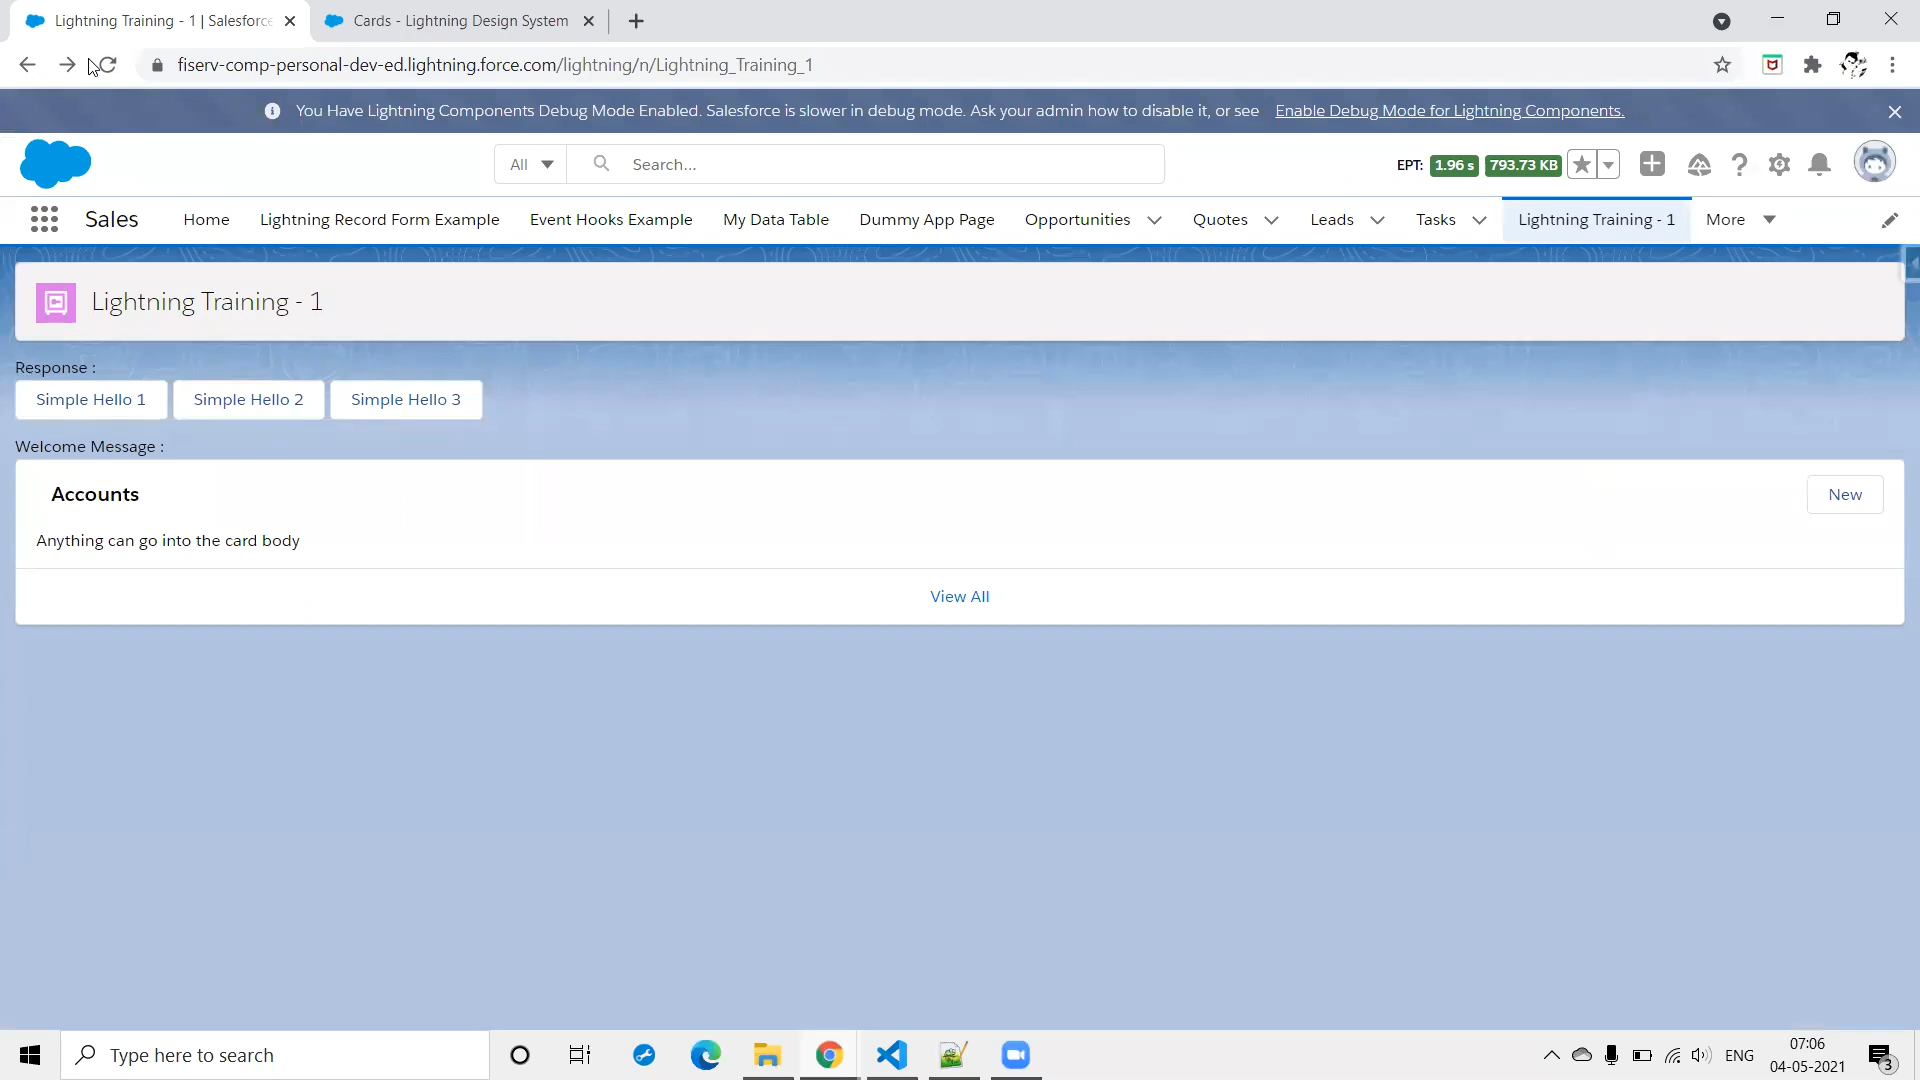 Lightning Training - 1 | Salesforce
Cards - Lightning Design System
fiserv-comp-personal-dev-ed.lightning.force.com/lightning/n/Lightning_Training_1
You Have Lightning Components Debug Mode Enabled. Salesforce is slower in debug mode. Ask your admin how to disable it, or see Enable Debug Mode for Lightning Components.
All Search...
EPT: 1.96 s 793.73 KB
Sales Home Lightning Record Form Example Event Hooks Example My Data Table Dummy App Page Opportunities Quotes Leads Tasks Lightning Training - 1 More
Lightning Training - 1
Response :
Simple Hello 1 Simple Hello 2 Simple Hello 3
Welcome Message :
Accounts New
Anything can go into the card body
View All
Type here to search
ENG
07:06
04-05-2021
3